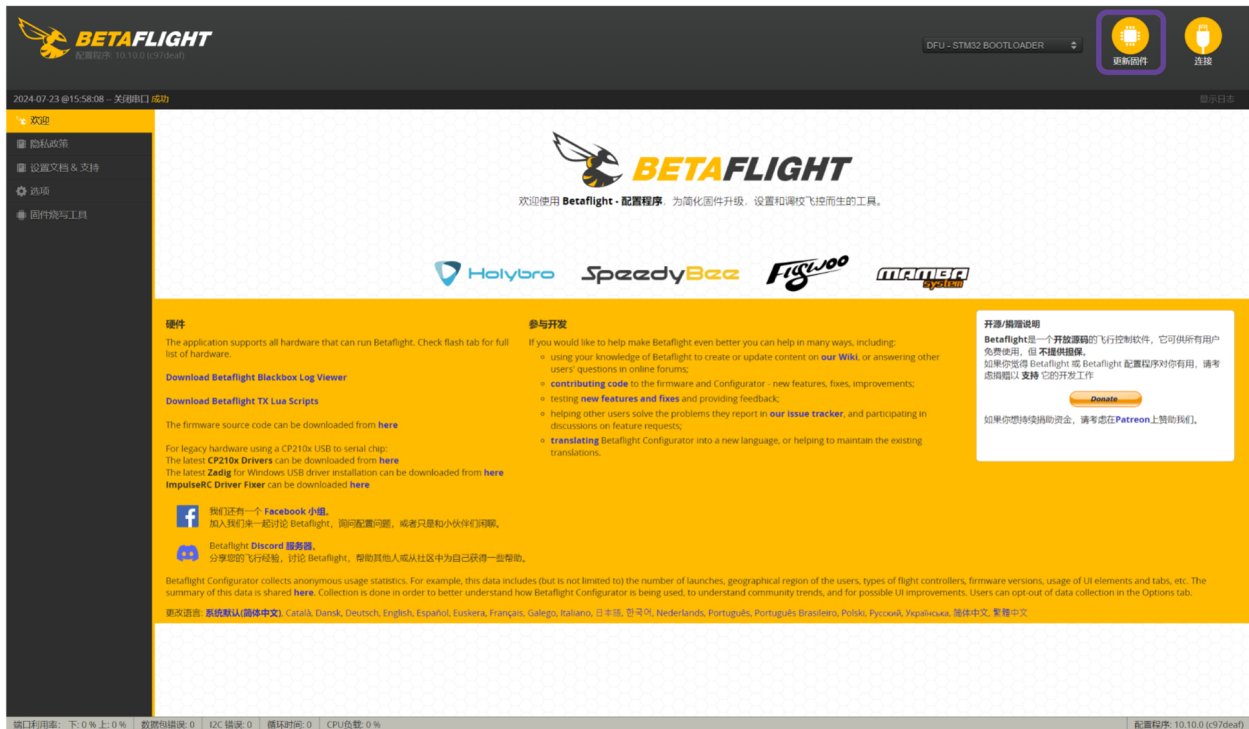 BETAFLIGHT
配置程序: 10.10.0 (c97deaf)
DFU - STM32 BOOTLOADER
更新固件
连接
2024-07-23 @15:58:08 -- 关闭串口 成功
显示日志
欢迎
隐私政策
设置文档 & 支持
选项
固件烧写工具
BETAFLIGHT
欢迎使用 Betaflight - 配置程序, 为简化固件升级、设置和调校飞控而生的工具。
Holybro
SpeedyBee
MAMBA
system
硬件
The application supports all hardware that can run Betaflight. Check flash tab for full
list of hardware.
Download Betaflight Blackbox Log Viewer
Download Betaflight TX Lua Scripts
The firmware source code can be downloaded from here
For legacy hardware using a CP210x USB to serial chip:
The latest CP210x Drivers can be downloaded from here
The latest Zadig for Windows USB driver installation can be downloaded from here
ImpulseRC Driver Fixer can be downloaded here
参与开发
If you would like to help make Betaflight even better you can help in many ways, including:
using your knowledge of Betaflight to create or update content on our Wiki, or answering other
users' questions in online forums;
contributing code to the firmware and Configurator - new features, fixes, improvements;
testing new features and fixes and providing feedback;
helping other users solve the problems they report in our issue tracker, and participating in
discussions on feature requests;
translating Betaflight Configurator into a new language, or helping to maintain the existing
translations.
开源/捐赠说明
Betaflight是一个开放源码的飞行控制软件，它可供所有用户
免费使用，但 不提供担保。
如果你觉得 Betaflight 或 Betaflight 配置程序对你有用，请考
虑捐赠以 支持 它的开发工作
Donate
如果你想持续捐助资金，请考虑在Patreon上赞助我们。
我们还有一个 Facebook 小组。
加入我们来一起讨论 Betaflight，询问配置问题，或者只是和小伙伴们闲聊。
Betaflight Discord 服务器。
分享您的飞行经验，讨论 Betaflight，帮助其他人或从社区中为自己获得一些帮助。
Betaflight Configurator collects anonymous usage statistics. For example, this data includes (but is not limited to) the number of launches, geographical region of the users, types of flight controllers, firmware versions, usage of UI elements and tabs, etc. The
summary of this data is shared here. Collection is done in order to better understand how Betaflight Configurator is being used, to understand community trends, and for possible UI improvements. Users can opt-out of data collection in the Options tab.
更改语言: 系统默认(简体中文), Català, Dansk, Deutsch, English, Español, Euskera, Français, Galego, Italiano, 日本語, 한국어, Nederlands, Português, Português Brasileiro, Polski, Русский, Українська, 简体中文, 繁體中文
端口利用率: 下: 0 % 上: 0 %
数据包错误: 0
I2C 错误: 0
循环时间: 0
CPU负载: 0 %
配置程序: 10.10.0 (c97deaf)